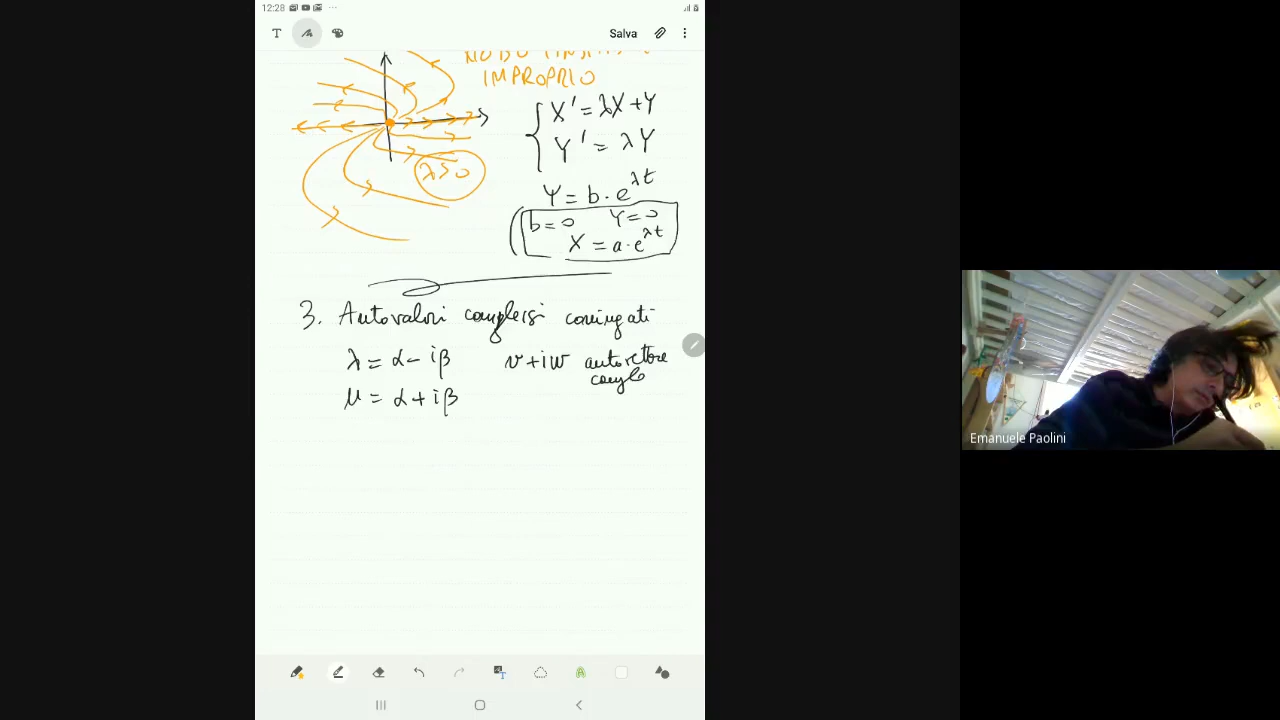 12:28
T
Salva
IMPROPRIO
X' = λX + Y
Y' = λY
λ>0
Y = b · e^{λt}
b = 0 Y = 0
X = a · e^{λt}
3. Autovalori complessi coniugati
λ = α - iβ v + iw autovettore
μ = α + iβ
Emanuele Paolini